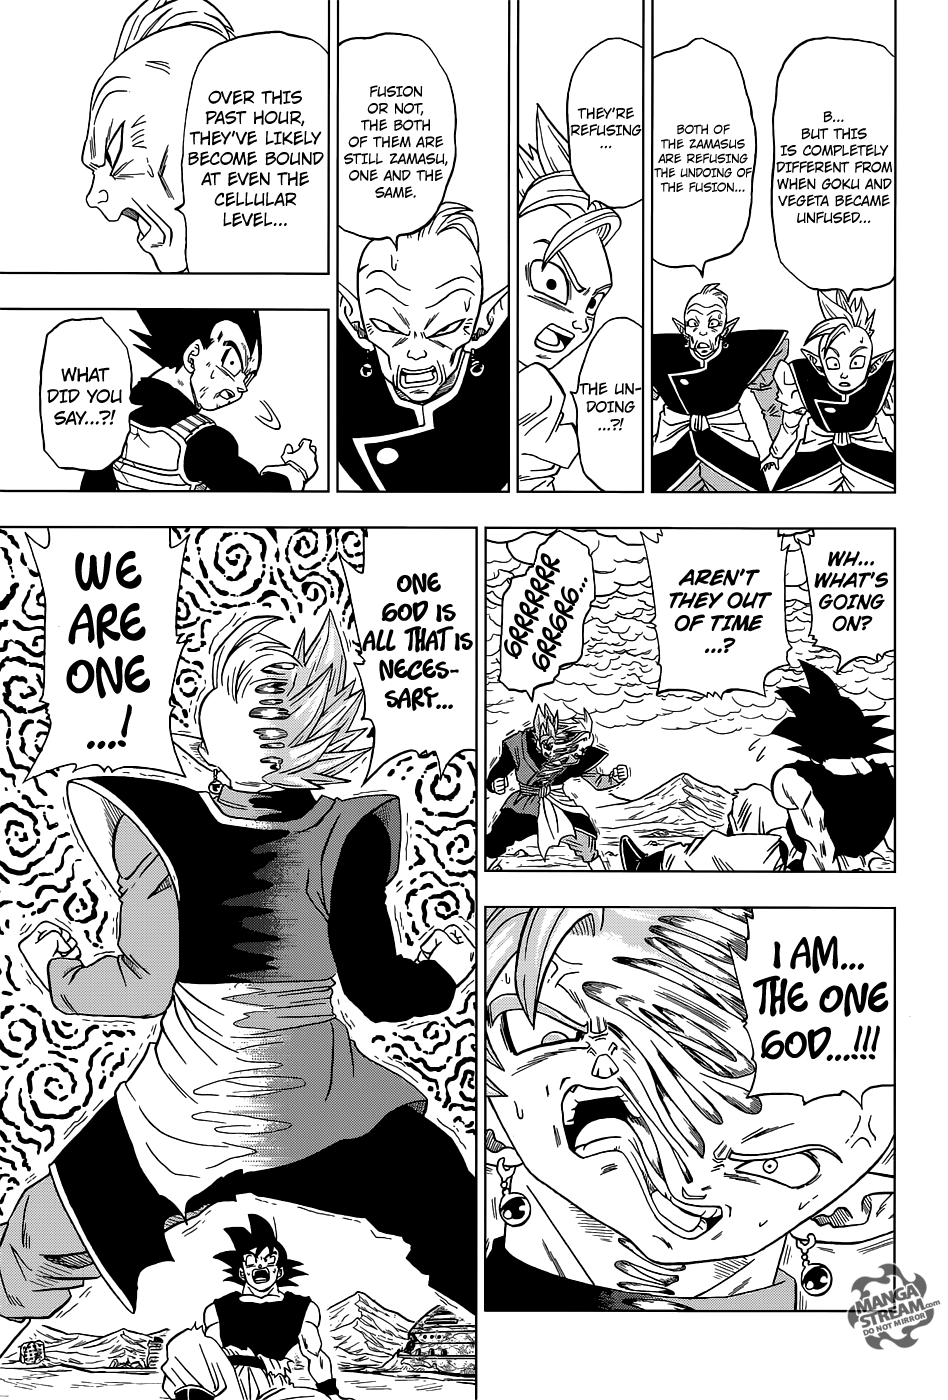 B...
BUT THIS
IS COMPLETELY
DIFFERENT FROM
WHEN GOKU AND
VEGETA BECAME
UNFUSED...
BOTH OF
THE ZAMASUS
ARE REFUSING
THE UNDOING OF
THE FUSION...
THEY'RE
REFUSING
...
THE UN-
DOING
...?!
FUSION
OR NOT,
THE BOTH
OF THEM ARE
STILL ZAMASU,
ONE AND THE
SAME.
OVER THIS
PAST HOUR,
THEY'VE LIKELY
BECOME BOUND
AT EVEN THE
CELLULAR
LEVEL...
WHAT
DID YOU
SAY...?!
WH...
WHAT'S
GOING
ON?
AREN'T
THEY OUT
OF TIME
...?
GRRRRRR
GRRGRG...
I AM...
THE ONE
GOD...!!!
ONE
GOD IS
ALL THAT IS
NECES-
SARY...
WE
ARE
ONE
...!
MANGA
STREAM.com
DO NOT MIRROR!